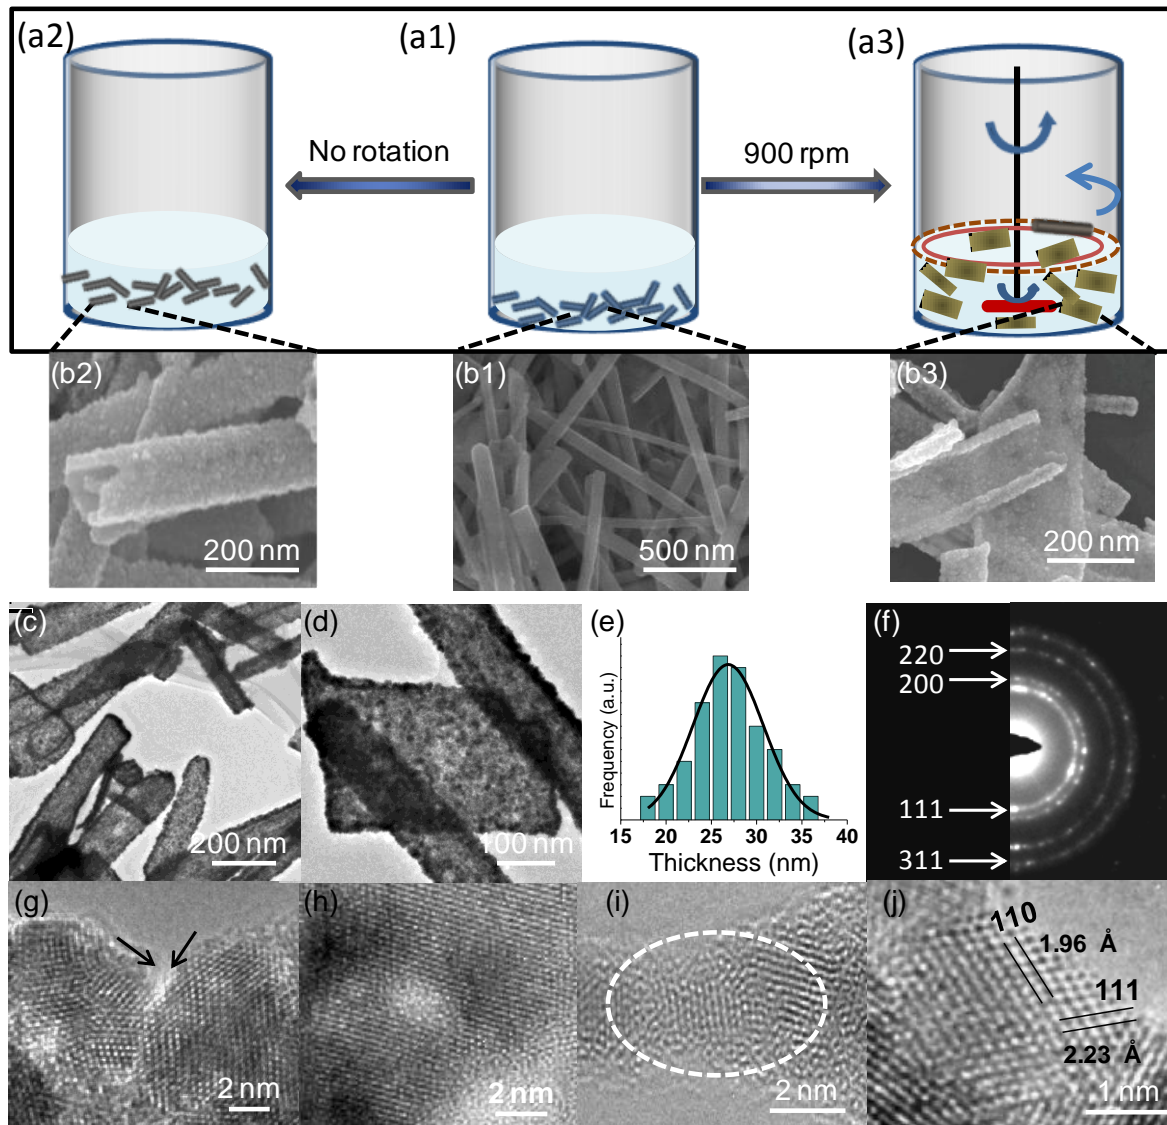 (a2)
(a1)
(a3)
No rotation
900 rpm
(b2)
(b1)
(b3)
200 nm
500 nm
200 nm
(c)
(d)
(e)
(f)
200 nm
100 nm
Frequency (a.u.)
15
20
25
30
35
40
Thickness (nm)
220
200
111
311
(g)
(h)
(i)
(j)
2 nm
2 nm
2 nm
110
1.96 Å
111
2.23 Å
1 nm